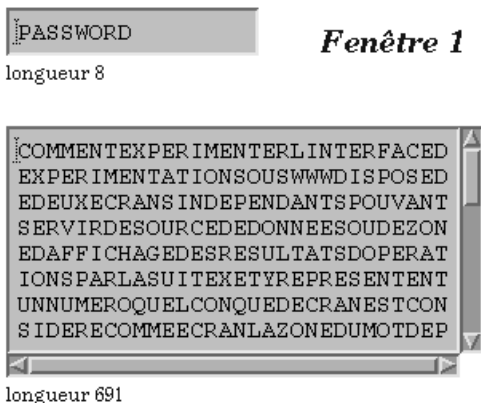 PASSWORD
Fenêtre 1
longueur 8
COMMENTEXPERIMENTERLINTERFACED
EXPERIMENTATIONSOUSWWWDISPOSED
EDEUXECRANSINDEPENDANTSPOUVANT
SERVIRDESOURCEDEDONNEESOUDEZON
EDAFFICHAGEDESRESULTATSDOPERAT
IONSPARLASUITEXETYREPRESENTENT
UNNUMEROQUELCONQUEDECRANESTCON
SIDERECOMMEECRANLAZONEDUMOTDEP
longueur 691